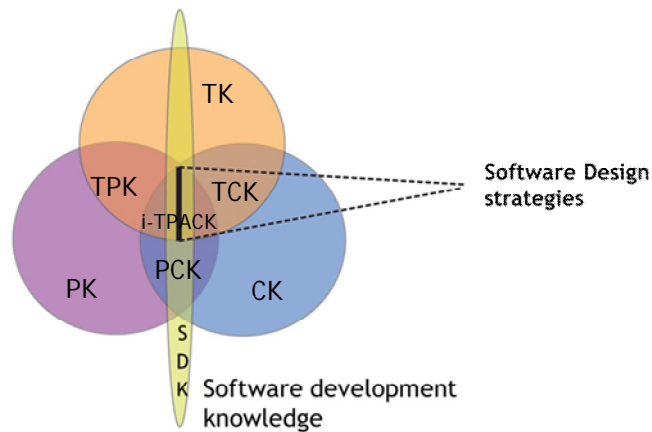 TK
TPK
TCK
Software Design
strategies
i-TPACK
PCK
PK
CK
S
D
K
Software development
knowledge